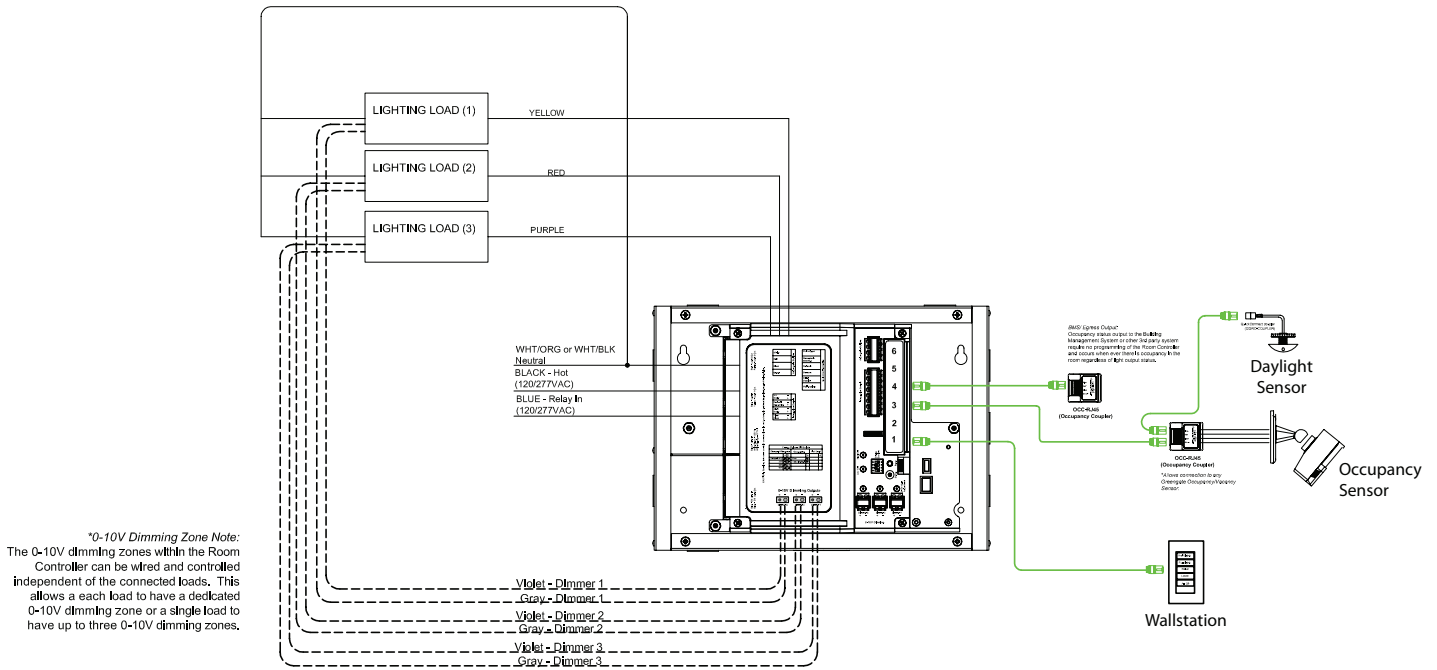 LIGHTING LOAD (1)
YELLOW
LIGHTING LOAD (2)
RED
LIGHTING LOAD (3)
PURPLE
WHT/ORG or WHT/BLK
Neutral
BLACK - Hot
(120/277VAC)
BLUE - Relay In
(120/277VAC)
6
5
4
3
2
1
0-10V Dimming Outputs
BMS/ Egress Output
Occupancy status output to the Building
Management System or other 3rd party system
require no programming of the Room Controller
and occurs when ever there is occupancy in the
room regardless of light output status.
OCC-RJ45
(Occupancy Coupler)
Daylight
Sensor
OCC-RJ45
(Occupancy Coupler)
*Allows connection to any
Greengate Occupancy/Vacancy
Sensor
Occupancy
Sensor
Wallstation
*0-10V Dimming Zone Note:
The 0-10V dimming zones within the Room
Controller can be wired and controlled
independent of the connected loads. This
allows a each load to have a dedicated
0-10V dimming zone or a single load to
have up to three 0-10V dimming zones.
Violet - Dimmer 1
Gray - Dimmer 1
Violet - Dimmer 2
Gray - Dimmer 2
Violet - Dimmer 3
Gray - Dimmer 3